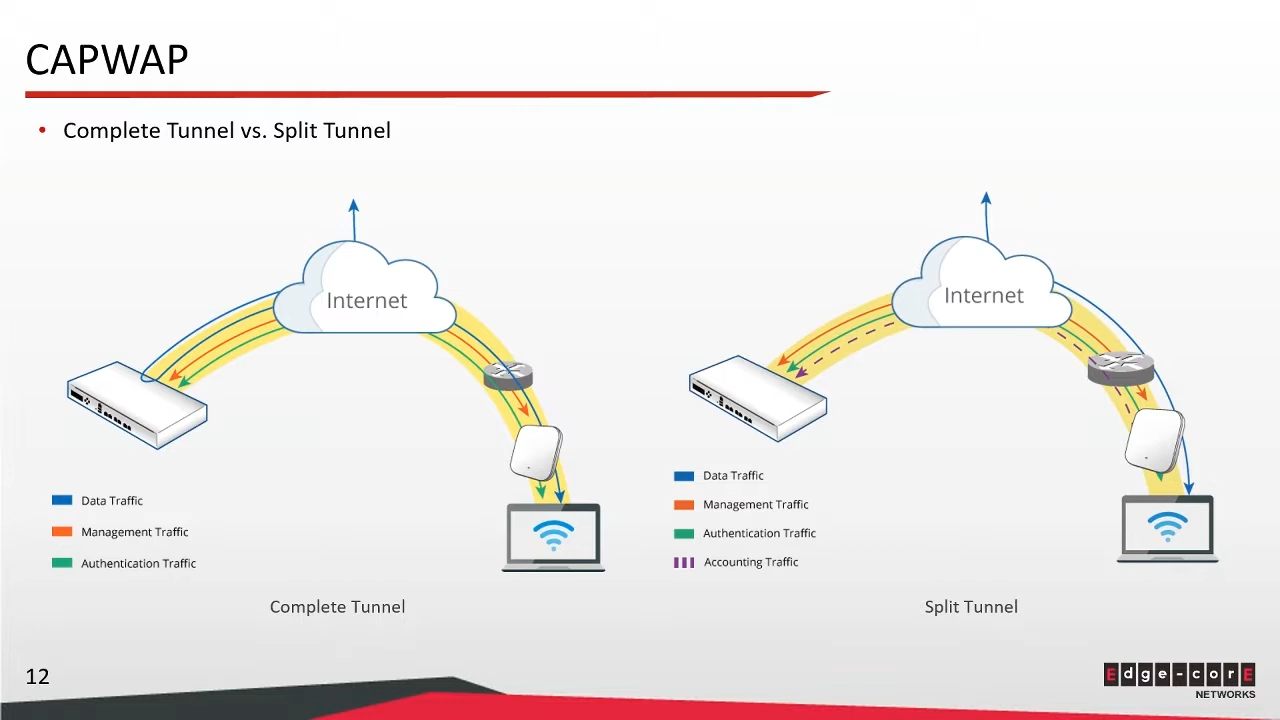 CAPWAP
• Complete Tunnel vs. Split Tunnel
Internet
Data Traffic
Management Traffic
Authentication Traffic
Complete Tunnel
Internet
Data Traffic
Management Traffic
Authentication Traffic
Accounting Traffic
Split Tunnel
12
Edge-corE
NETWORKS